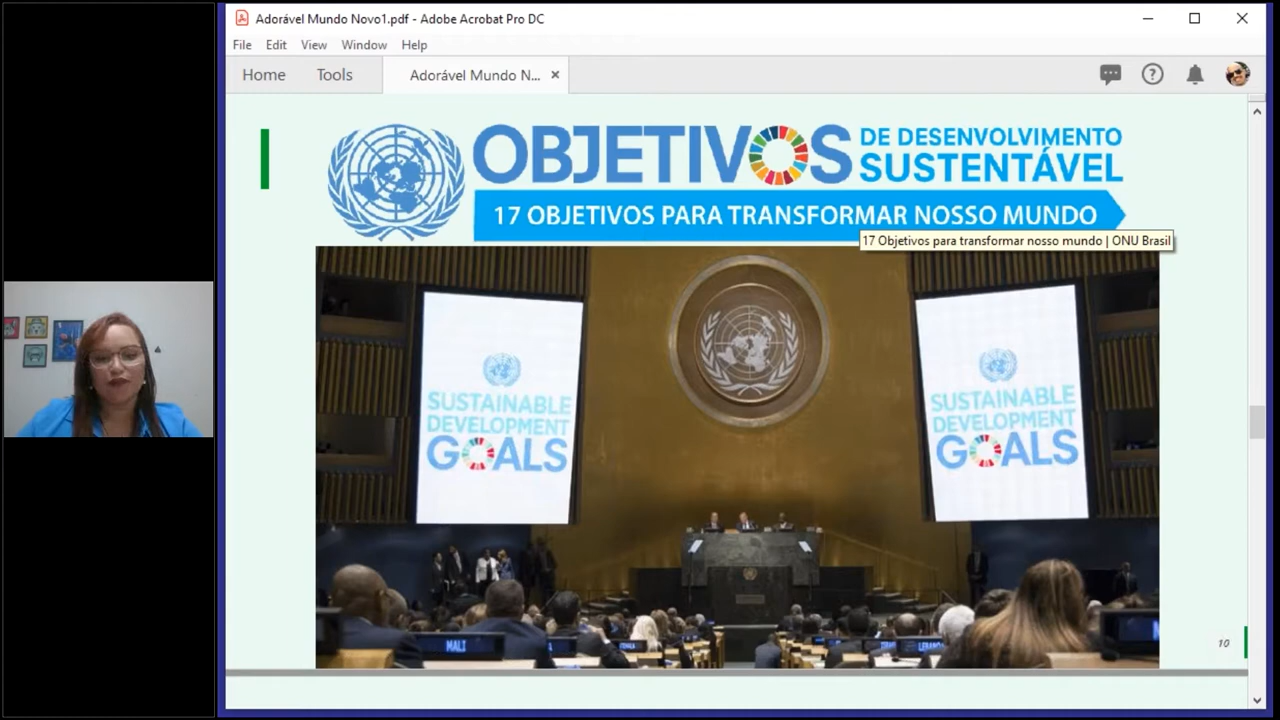 Adorável Mundo Novo1.pdf - Adobe Acrobat Pro DC
File Edit View Window Help
Home Tools Adorável Mundo N... ×
OBJETIVOS
DE DESENVOLVIMENTO
SUSTENTÁVEL
17 OBJETIVOS PARA TRANSFORMAR NOSSO MUNDO
17 Objetivos para transformar nosso mundo | ONU Brasil
SUSTAINABLE
DEVELOPMENT
GOALS
SUSTAINABLE
DEVELOPMENT
GOALS
MALI
10